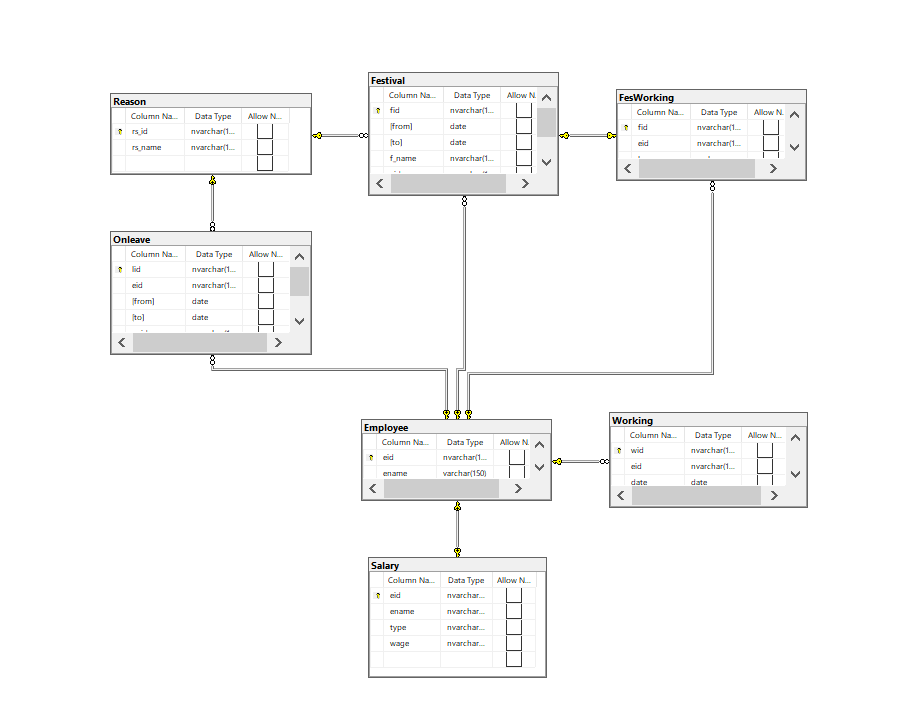 Reason
Column Na... Data Type Allow N...
rs_id nvarchar(1...
rs_name nvarchar(1...
Festival
Column Na... Data Type Allow N.
fid nvarchar(1...
[from] date
[to] date
f_name nvarchar(1...
FesWorking
Column Na... Data Type Allow N
fid nvarchar(1...
eid nvarchar(1...
Onleave
Column Na... Data Type Allow N...
lid nvarchar(1...
eid nvarchar(1...
[from] date
[to] date
Employee
Column Na... Data Type Allow N.
eid nvarchar(1...
ename varchar(150)
Working
Column Na... Data Type Allow N...
wid nvarchar(1...
eid nvarchar(1...
date date
Salary
Column Na... Data Type Allow N...
eid nvarchar...
ename nvarchar...
type nvarchar...
wage nvarchar...